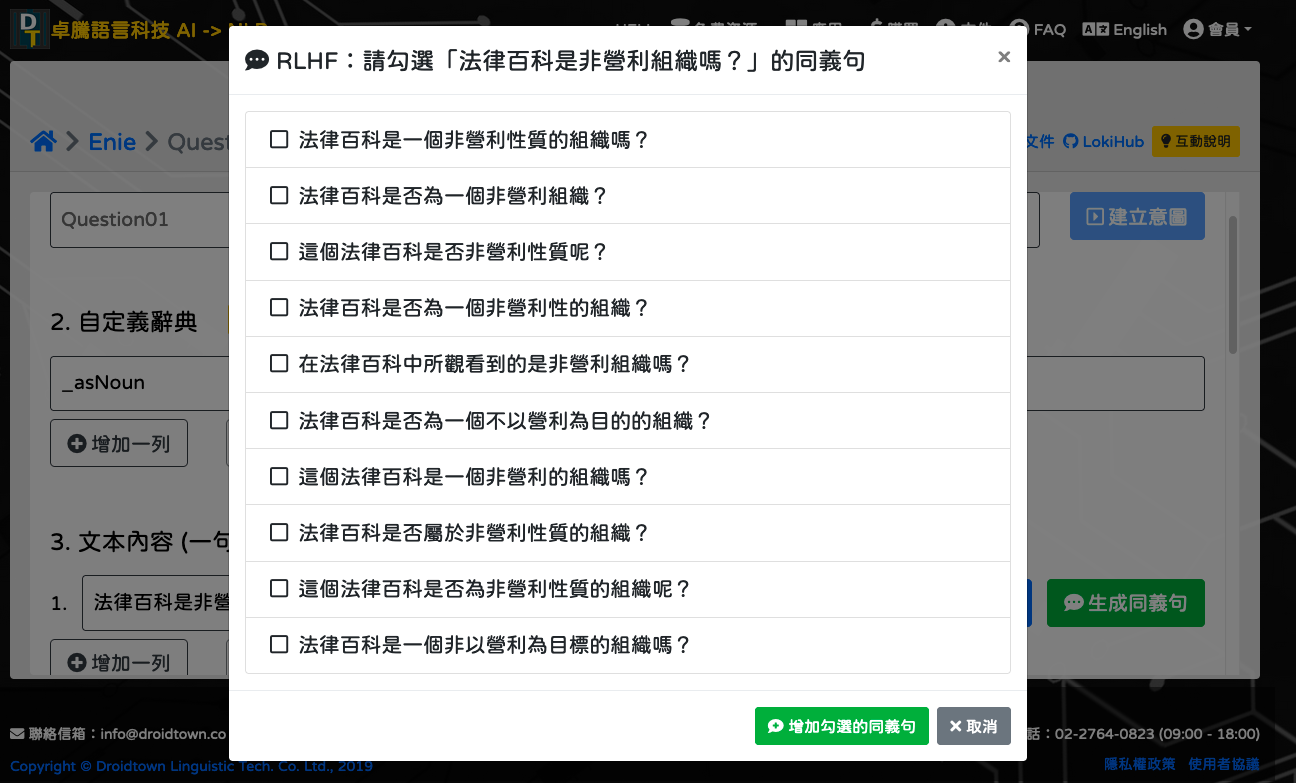 卓騰語言科技 AI -> NLP
FAQ
English
會員
RLHF：請勾選「法律百科是非營利組織嗎？」的同義句
×
Enie
Quest
文件
LokiHub
互動說明
Question01
建立意圖
法律百科是一個非營利性質的組織嗎？
法律百科是否為一個非營利組織？
這個法律百科是否非營利性質呢？
法律百科是否為一個非營利性的組織？
在法律百科中所觀看到的是非營利組織嗎？
法律百科是否為一個不以營利為目的的組織？
這個法律百科是一個非營利的組織嗎？
法律百科是否屬於非營利性質的組織？
這個法律百科是否為非營利性質的組織呢？
法律百科是一個非以營利為目標的組織嗎？
2. 自定義辭典
_asNoun
增加一列
3. 文本內容 (一句
1.
法律百科是非營
生成同義句
增加一列
增加勾選的同義句
取消
聯絡信箱：info@droidtown.co
話：02-2764-0823 (09:00 - 18:00)
Copyright © Droidtown Linguistic Tech. Co. Ltd., 2019
隱私權政策
使用者協議